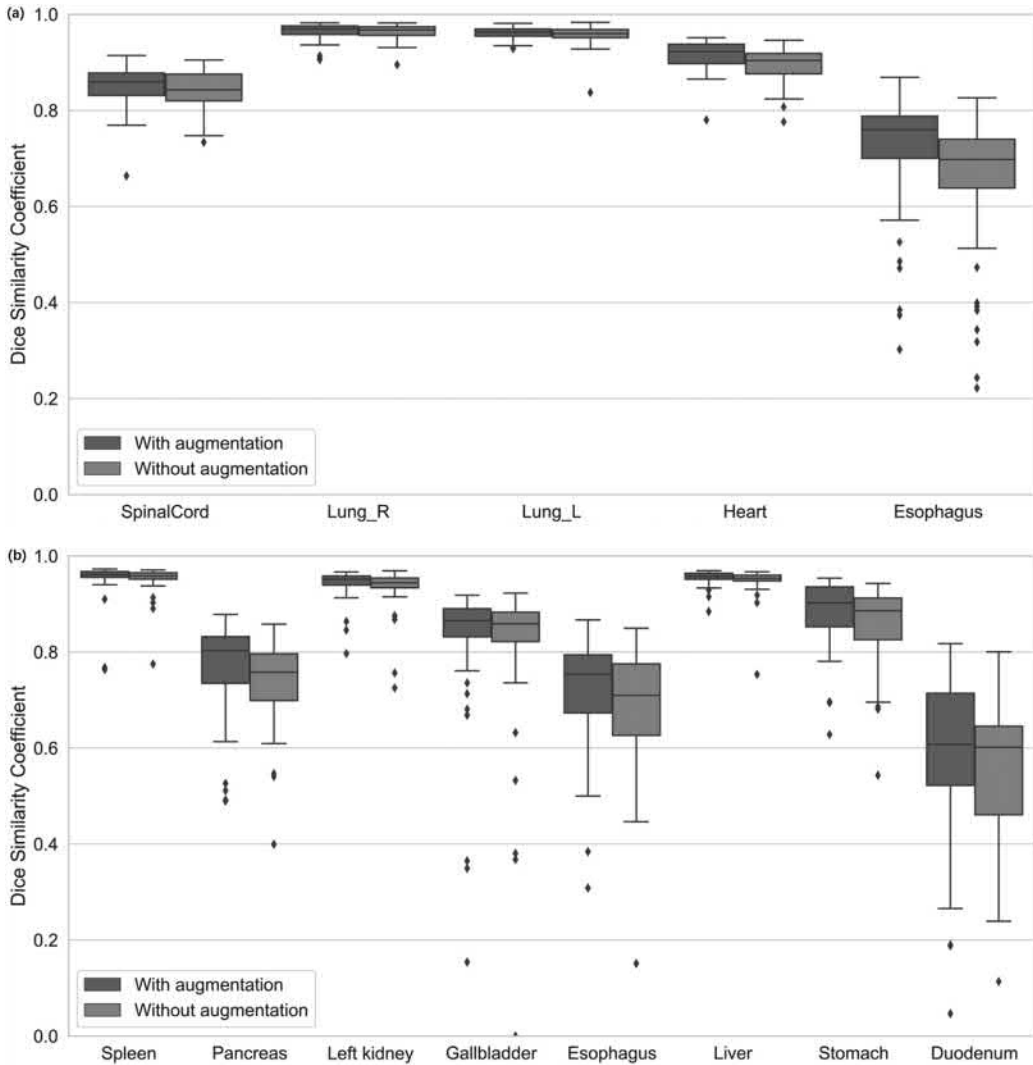 (a)
1.0
0.8
0.6
0.4
0.2
0.0
Dice Similarity Coefficient
With augmentation
Without augmentation
SpinalCord Lung_R Lung_L Heart Esophagus
(b)
1.0
0.8
0.6
0.4
0.2
0.0
Dice Similarity Coefficient
With augmentation
Without augmentation
Spleen Pancreas Left kidney Gallbladder Esophagus Liver Stomach Duodenum